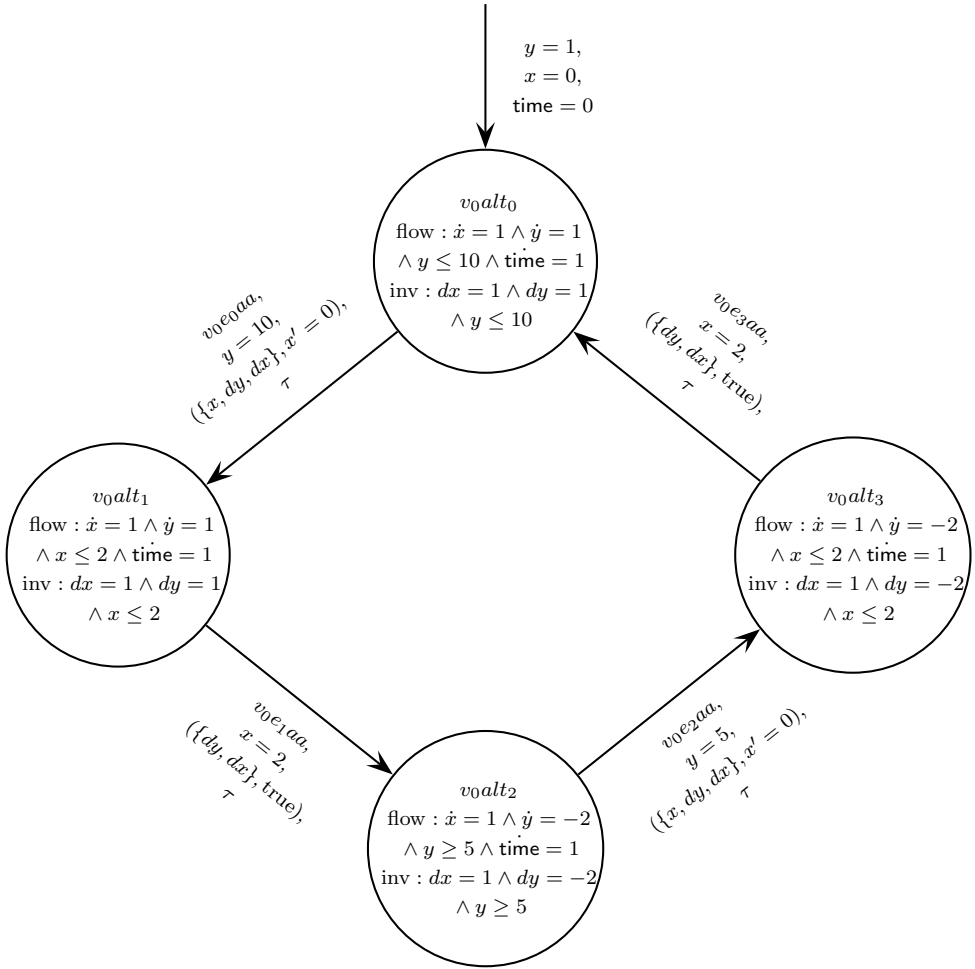 y = 1,
x = 0,
time = 0
v₀alt₀
flow : ẋ = 1 ∧ ẏ = 1
∧ y ≤ 10 ∧ tiṁe = 1
inv : dx = 1 ∧ dy = 1
∧ y ≤ 10
v₀e₀aa,
y = 10,
({x, dy, dx}, x′ = 0),
τ
v₀e₃aa,
x = 2,
({dy, dx}, true),
τ
v₀alt₁
flow : ẋ = 1 ∧ ẏ = 1
∧ x ≤ 2 ∧ tiṁe = 1
inv : dx = 1 ∧ dy = 1
∧ x ≤ 2
v₀alt₃
flow : ẋ = 1 ∧ ẏ = −2
∧ x ≤ 2 ∧ tiṁe = 1
inv : dx = 1 ∧ dy = −2
∧ x ≤ 2
v₀e₁aa,
x = 2,
({dy, dx}, true),
τ
v₀e₂aa,
y = 5,
({x, dy, dx}, x′ = 0),
τ
v₀alt₂
flow : ẋ = 1 ∧ ẏ = −2
∧ y ≥ 5 ∧ tiṁe = 1
inv : dx = 1 ∧ dy = −2
∧ y ≥ 5